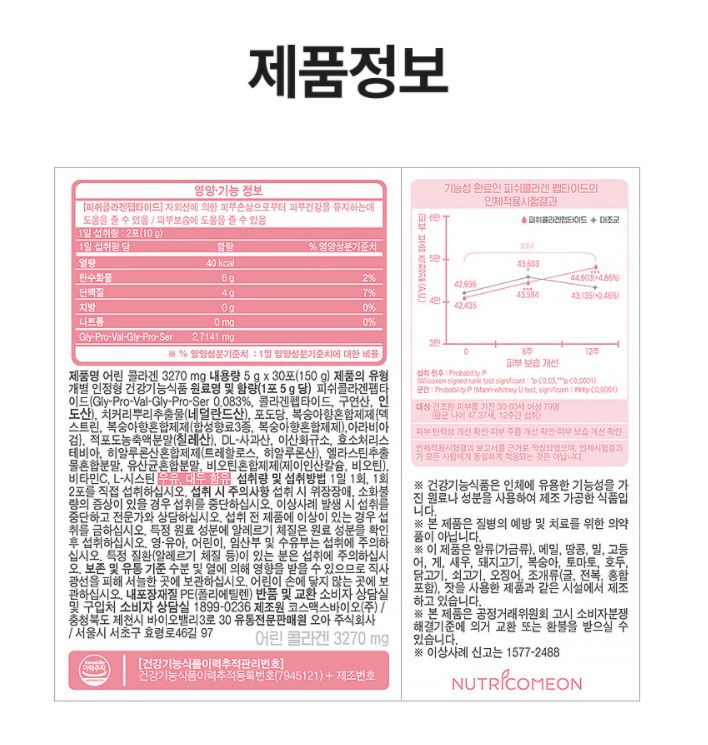 제품정보
영양·기능 정보
[피쉬콜라겐펩타이드] 자외선에 의한 피부손상으로부터 피부건강을 유지하는데
도움을 줄 수 있음 / 피부보습에 도움을 줄 수 있음
1일 섭취량 : 2포(10 g)
1일 섭취량 당 함량 % 영양성분기준치
열량 40 kcal
탄수화물 6 g 2%
단백질 4 g 7%
지방 0 g 0%
나트륨 0 mg 0%
Gly-Pro-Val-Gly-Pro-Ser 2.7141 mg
※ % 영양성분기준치 : 1일 영양성분기준치에 대한 비율
제품명 어린 콜라겐 3270 mg 내용량 5 g x 30포(150 g) 제품의 유형
개별 인정형 건강기능식품 원료명 및 함량(1포 5 g당) 피쉬콜라겐펩타
이드(Gly-Pro-Val-Gly-Pro-Ser 0.083%, 콜라겐펩타이드, 구연산, 인
도산), 치커리뿌리추출물(네덜란드산), 포도당, 복숭아향혼합제제[덱
스트린, 복숭아향혼합제제(합성향료3종, 복숭아향혼합제제,아라비아
검)], 적포도농축액분말(칠레산), DL-사과산, 이산화규소, 효소처리스
테비아, 히알루론산혼합제제(트레할로스, 히알루론산), 엘라스틴추출
물혼합분말, 유산균혼합분말, 비오틴혼합제제(제이인산칼슘, 비오틴),
비타민C, L-시스틴 우유, 대두 함유 섭취량 및 섭취방법 1일 1회, 1회
2포를 직접 섭취하십시오. 섭취 시 주의사항 섭취 시 위장장애, 소화불
량의 증상이 있을 경우 섭취를 중단하십시오. 이상사례 발생 시 섭취를
중단하고 전문가와 상담하십시오. 섭취 전 제품에 이상이 있는 경우 섭
취를 금하십시오. 특정 원료 성분에 알레르기 체질은 원료 성분을 확인
후 섭취하십시오. 영·유아, 어린이, 임산부 및 수유부는 섭취에 주의하
십시오. 특정 질환(알레르기 체질 등)이 있는 분은 섭취에 주의하십시
오. 보존 및 유통 기준 수분 및 열에 의해 영향을 받을 수 있으므로 직사
광선을 피해 서늘한 곳에 보관하십시오. 어린이 손에 닿지 않는 곳에 보
관하십시오. 내포장재질 PE(폴리에틸렌) 반품 및 교환 소비자 상담실
및 구입처 소비자 상담실 1899-0236 제조원 코스맥스바이오(주) /
충청북도 제천시 바이오밸리3로 30 유통전문판매원 오아 주식회사
/ 서울시 서초구 효령로46길 97
어린 콜라겐 3270 mg
이력추적
[건강기능식품이력추적관리번호]
건강기능식품이력추적등록번호(7945121) + 제조번호
기능성 원료인 피쉬콜라겐 펩타이드의
인체적용시험결과
피쉬콜라겐펩타이드 대조군
피부 보습 측정값(A.U.)
6만
5만
4만
3만
###
42,936
42,435
43,603
***
43,594
***
44,603(+4.86%)
43,135(+0.46%)
0 6주 12주
피부 보습 개선
섭취 전후 : Probability P
(Wilcoxon signed rank test significant : *p<0.05,***p<0.0001)
군간 : Probability P (Mann-whitney U test, significant : ###p<0.0001)
대상 건조한 피부를 가진 30-60세 여성 79명
(평균 나이 47.37세, 12주간 섭취)
피부 탄력성 개선 확인·피부 주름 개선 확인·피부 보습 개선 확인
인체적용시험결과 보고서를 근거로 작성되었으며, 인체시험결과
가 모든 사람에게 동일하게 적용되는 것은 아닙니다.
※ 건강기능식품은 인체에 유용한 기능성을 가
진 원료나 성분을 사용하여 제조 가공한 식품입
니다.
※ 본 제품은 질병의 예방 및 치료를 위한 의약
품이 아닙니다.
※ 이 제품은 알류(가금류), 메밀, 땅콩, 밀, 고등
어, 게, 새우, 돼지고기, 복숭아, 토마토, 호두,
닭고기, 쇠고기, 오징어, 조개류(굴, 전복, 홍합
포함), 잣을 사용한 제품과 같은 시설에서 제조
하고 있습니다.
※ 본 제품은 공정거래위원회 고시 소비자분쟁
해결기준에 의거 교환 또는 환불을 받으실 수
있습니다.
※ 이상사례 신고는 1577-2488
NUTRICOMEON